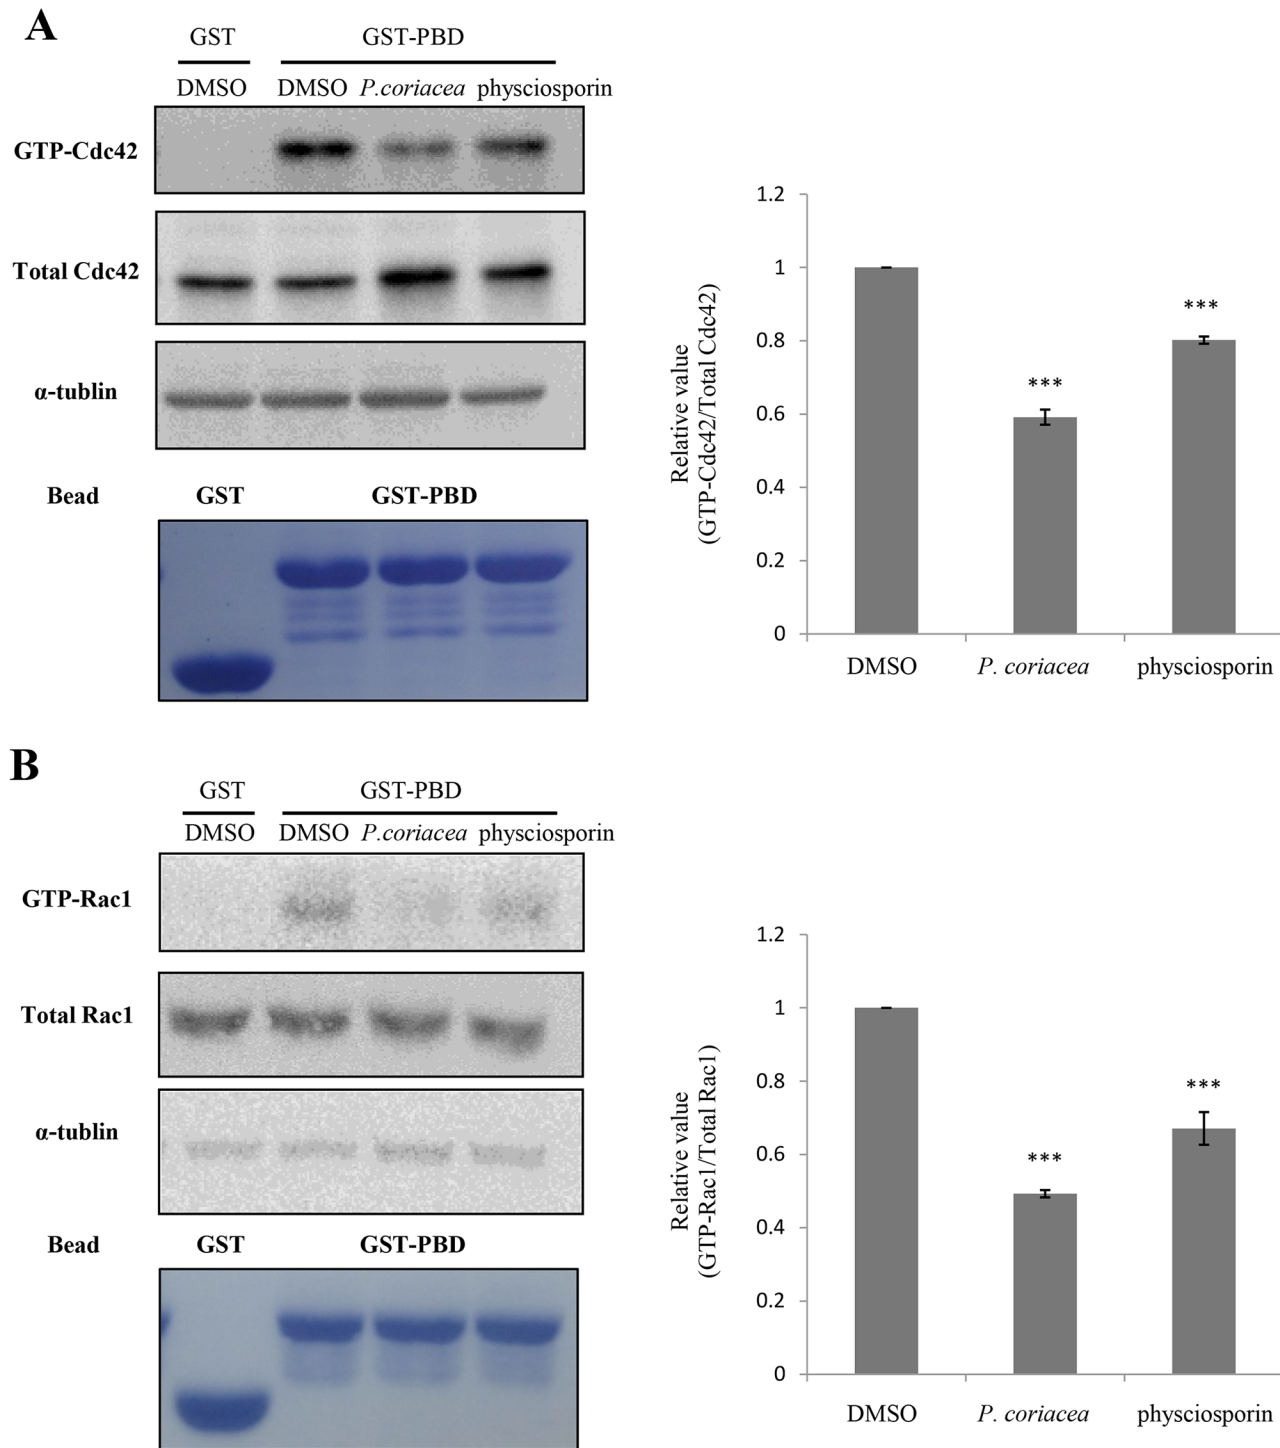 A
GST GST-PBD
DMSO DMSO P.coriacea physciosporin
GTP-Cdc42
Total Cdc42
α-tublin
Bead GST GST-PBD
Relative value
(GTP-Cdc42/Total Cdc42)
1.2
1
0.8
0.6
0.4
0.2
0
***
***
DMSO P. coriacea physciosporin
B
GST GST-PBD
DMSO DMSO P.coriacea physciosporin
GTP-Rac1
Total Rac1
α-tublin
Bead GST GST-PBD
Relative value
(GTP-Rac1/Total Rac1)
1.2
1
0.8
0.6
0.4
0.2
0
***
***
DMSO P. coriacea physciosporin